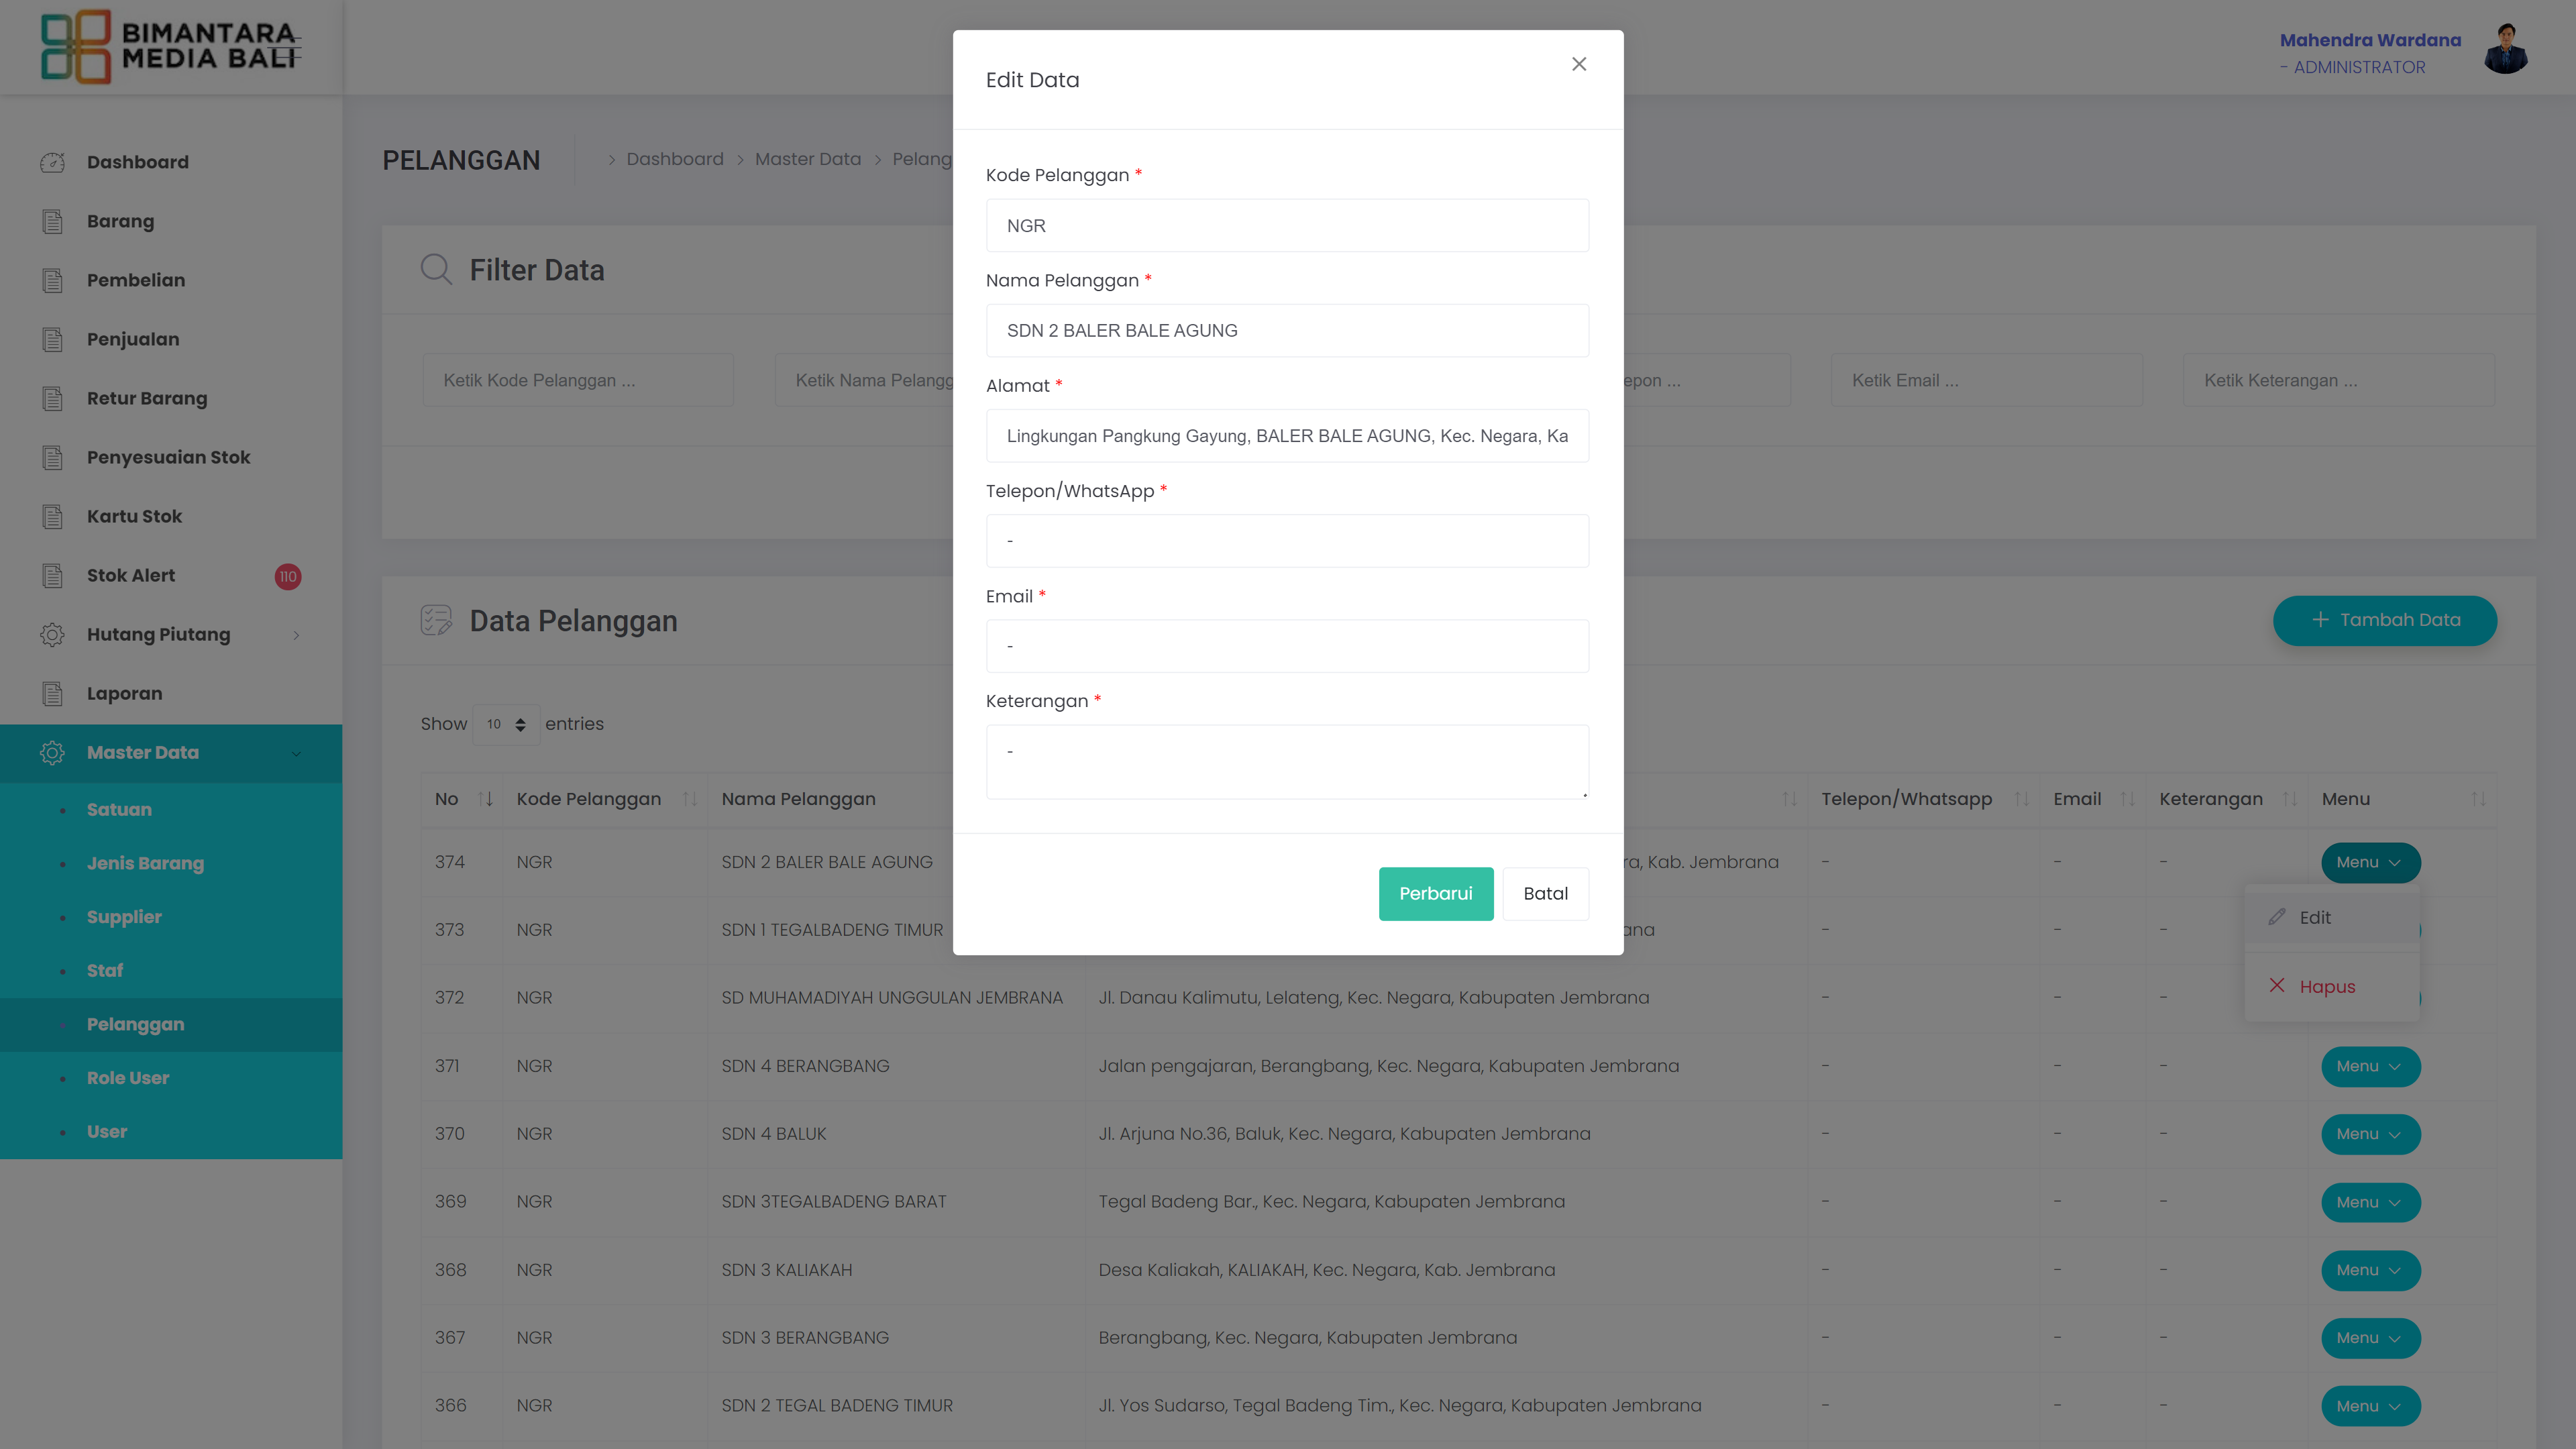 BIMANTARA
MEDIA BALI
Mahendra Wardana
- ADMINISTRATOR
Dashboard
Barang
Pembelian
Penjualan
Retur Barang
Penyesuaian Stok
Kartu Stok
Stok Alert 110
Hutang Piutang
Laporan
Master Data
Satuan
Jenis Barang
Supplier
Staf
Pelanggan
Role User
User
PELANGGAN > Dashboard > Master Data > Pelang
Filter Data
Ketik Kode Pelanggan ... Ketik Nama Pelangg epon ... Ketik Email ... Ketik Keterangan ...
Data Pelanggan
+ Tambah Data
Show 10 entries
No Kode Pelanggan Nama Pelanggan Telepon/Whatsapp Email Keterangan Menu
374 NGR SDN 2 BALER BALE AGUNG ra, Kab. Jembrana - - - Menu
373 NGR SDN 1 TEGALBADENG TIMUR ana - - -
372 NGR SD MUHAMADIYAH UNGGULAN JEMBRANA Jl. Danau Kalimutu, Lelateng, Kec. Negara, Kabupaten Jembrana - - -
371 NGR SDN 4 BERANGBANG Jalan pengajaran, Berangbang, Kec. Negara, Kabupaten Jembrana - - - Menu
370 NGR SDN 4 BALUK Jl. Arjuna No.36, Baluk, Kec. Negara, Kabupaten Jembrana - - - Menu
369 NGR SDN 3TEGALBADENG BARAT Tegal Badeng Bar., Kec. Negara, Kabupaten Jembrana - - - Menu
368 NGR SDN 3 KALIAKAH Desa Kaliakah, KALIAKAH, Kec. Negara, Kab. Jembrana - - - Menu
367 NGR SDN 3 BERANGBANG Berangbang, Kec. Negara, Kabupaten Jembrana - - - Menu
366 NGR SDN 2 TEGAL BADENG TIMUR Jl. Yos Sudarso, Tegal Badeng Tim., Kec. Negara, Kabupaten Jembrana - - - Menu
Edit
Hapus
Edit Data
Kode Pelanggan *
NGR
Nama Pelanggan *
SDN 2 BALER BALE AGUNG
Alamat *
Lingkungan Pangkung Gayung, BALER BALE AGUNG, Kec. Negara, Ka
Telepon/WhatsApp *
-
Email *
-
Keterangan *
-
Perbarui Batal